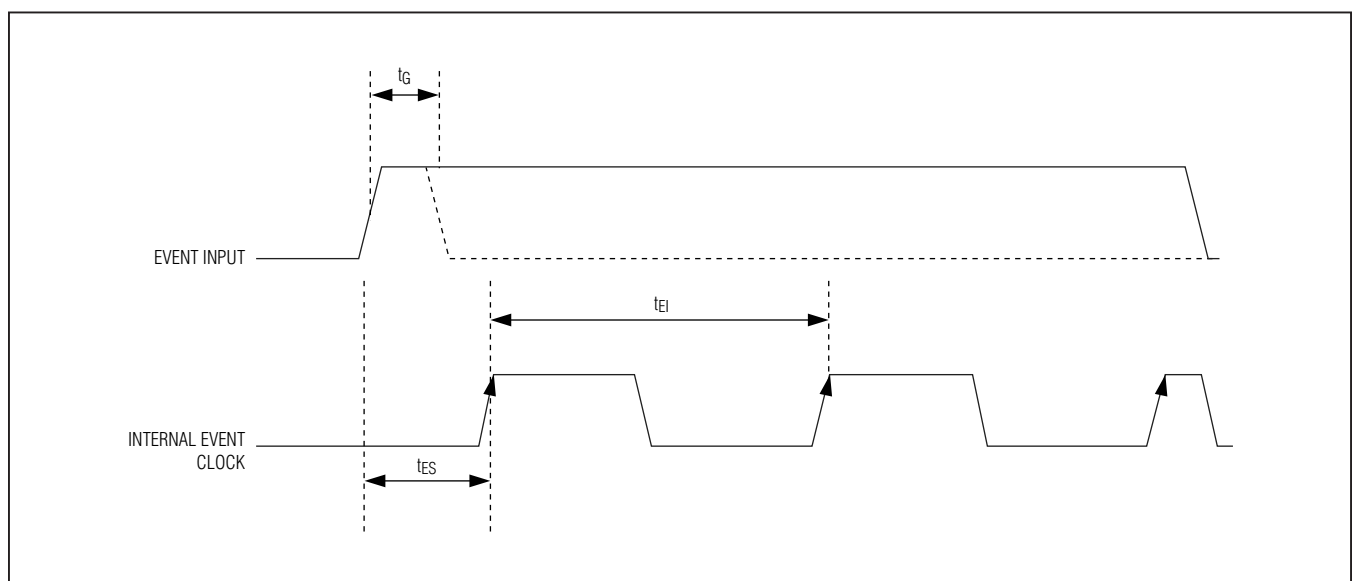 tG
EVENT INPUT
tEI
INTERNAL EVENT
CLOCK
tES